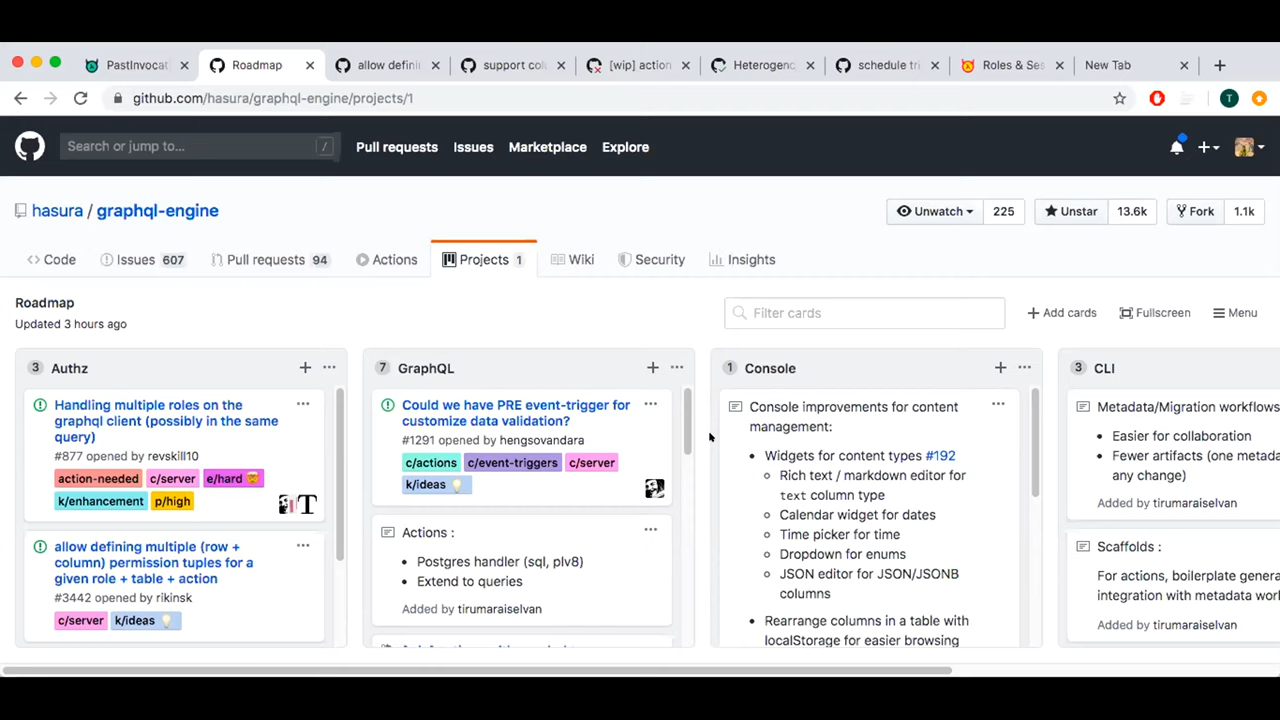 PastInvocat
Roadmap
allow defini
support colu
[wip] action
Heterogenc
schedule tri
Roles & Ses
New Tab
github.com/hasura/graphql-engine/projects/1
T
Search or jump to...
/
Pull requests
Issues
Marketplace
Explore
hasura / graphql-engine
Unwatch
225
Unstar
13.6k
Fork
1.1k
Code
Issues 607
Pull requests 94
Actions
Projects 1
Wiki
Security
Insights
Roadmap
Updated 3 hours ago
Filter cards
Add cards
Fullscreen
Menu
3 Authz
Handling multiple roles on the
graphql client (possibly in the same
query)
#877 opened by revskill10
action-needed c/server e/hard 🤯
k/enhancement p/high
T
allow defining multiple (row +
column) permission tuples for a
given role + table + action
#3442 opened by rikinsk
c/server k/ideas 💡
7 GraphQL
Could we have PRE event-trigger for
customize data validation?
#1291 opened by hengsovandara
c/actions c/event-triggers c/server
k/ideas 💡
Actions :
• Postgres handler (sql, plv8)
• Extend to queries
Added by tirumaraiselvan
1 Console
Console improvements for content
management:
• Widgets for content types #192
Rich text / markdown editor for
text column type
Calendar widget for dates
Time picker for time
Dropdown for enums
JSON editor for JSON/JSONB
columns
• Rearrange columns in a table with
localStorage for easier browsing
3 CLI
Metadata/Migration workflows
• Easier for collaboration
• Fewer artifacts (one metada
any change)
Added by tirumaraiselvan
Scaffolds :
For actions, boilerplate genera
integration with metadata work
Added by tirumaraiselvan